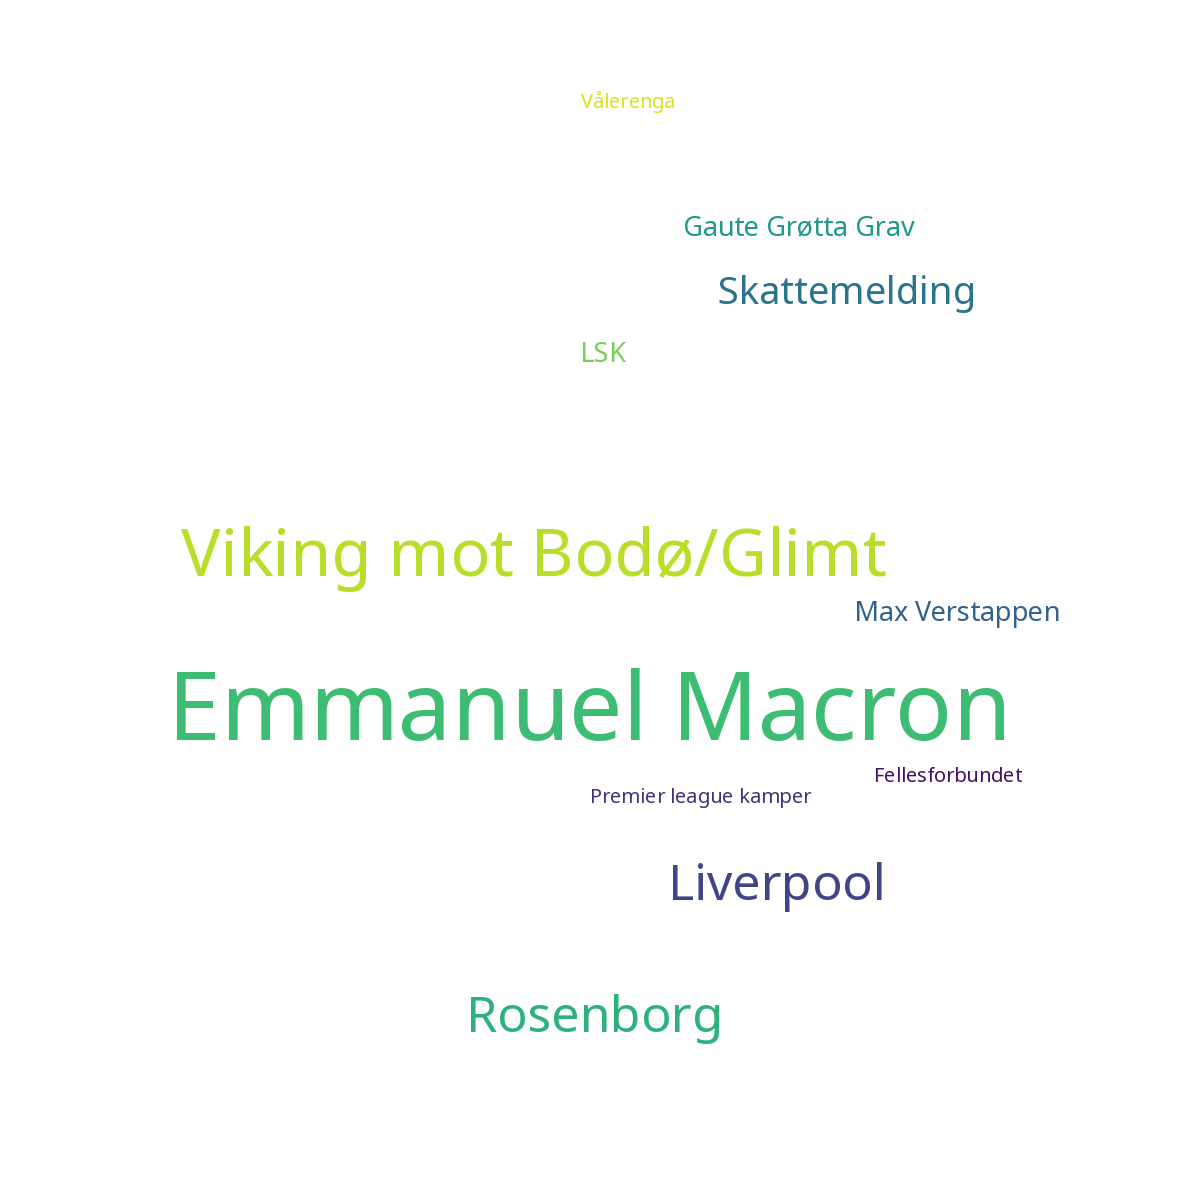 Vålerenga
Gaute Grøtta Grav
Skattemelding
LSK
Viking mot Bodø/Glimt
Max Verstappen
Emmanuel Macron
Fellesforbundet
Premier league kamper
Liverpool
Rosenborg